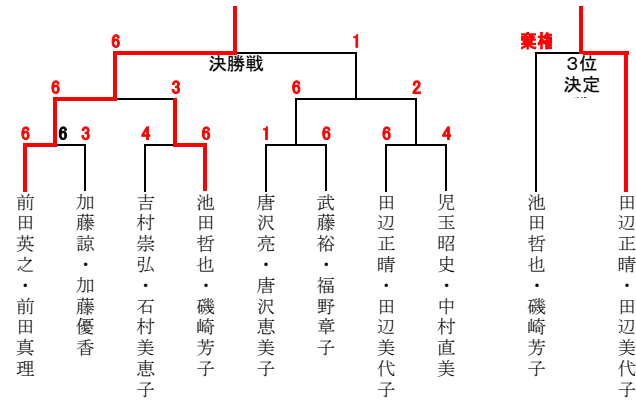 6
1
棄権
決勝戦
3位
決定
6
3
6
2
6
6
3
4
6
1
6
6
4
前田英之・前田真理
加藤諒・加藤優香
吉村崇弘・石村美恵子
池田哲也・磯崎芳子
唐沢亮・唐沢恵美子
武藤裕・福野章子
田辺正晴・田辺美代子
児玉昭史・中村直美
池田哲也・磯崎芳子
田辺正晴・田辺美代子